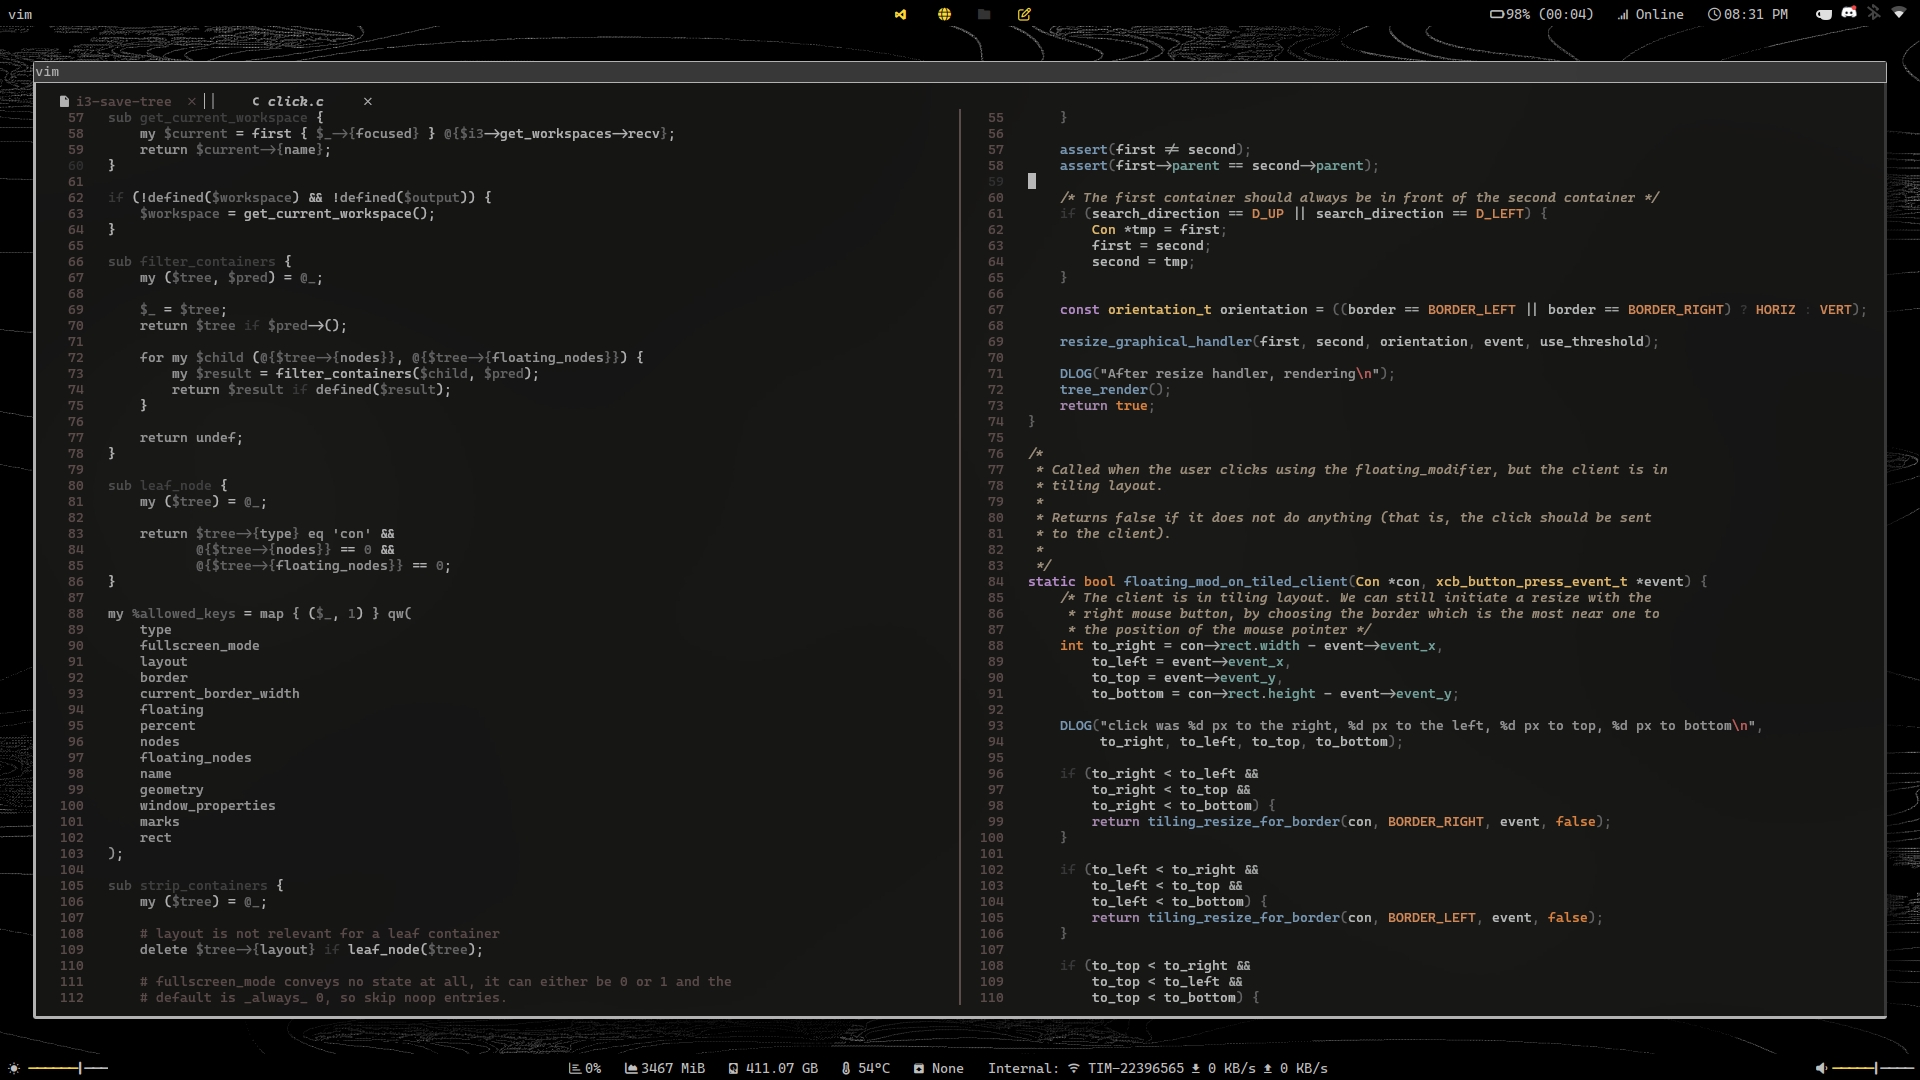 vim
98% (00:04) Online 08:31 PM
vim
i3-save-tree × || C click.c ×
57 sub get_current_workspace {
58 my $current = first { $_->{focused} } @{$i3->get_workspaces->recv};
59 return $current->{name};
60 }
61
62 if (!defined($workspace) && !defined($output)) {
63 $workspace = get_current_workspace();
64 }
65
66 sub filter_containers {
67 my ($tree, $pred) = @_;
68
69 $_ = $tree;
70 return $tree if $pred->();
71
72 for my $child (@{$tree->{nodes}}, @{$tree->{floating_nodes}}) {
73 my $result = filter_containers($child, $pred);
74 return $result if defined($result);
75 }
76
77 return undef;
78 }
79
80 sub leaf_node {
81 my ($tree) = @_;
82
83 return $tree->{type} eq 'con' &&
84 @{$tree->{nodes}} == 0 &&
85 @{$tree->{floating_nodes}} == 0;
86 }
87
88 my %allowed_keys = map { ($_, 1) } qw(
89 type
90 fullscreen_mode
91 layout
92 border
93 current_border_width
94 floating
95 percent
96 nodes
97 floating_nodes
98 name
99 geometry
100 window_properties
101 marks
102 rect
103 );
104
105 sub strip_containers {
106 my ($tree) = @_;
107
108 # layout is not relevant for a leaf container
109 delete $tree->{layout} if leaf_node($tree);
110
111 # fullscreen_mode conveys no state at all, it can either be 0 or 1 and the
112 # default is _always_ 0, so skip noop entries.
55 }
56
57 assert(first ≠ second);
58 assert(first->parent == second->parent);
59
60 /* The first container should always be in front of the second container */
61 if (search_direction == D_UP || search_direction == D_LEFT) {
62 Con *tmp = first;
63 first = second;
64 second = tmp;
65 }
66
67 const orientation_t orientation = ((border == BORDER_LEFT || border == BORDER_RIGHT) ? HORIZ : VERT);
68
69 resize_graphical_handler(first, second, orientation, event, use_threshold);
70
71 DLOG("After resize handler, rendering\n");
72 tree_render();
73 return true;
74 }
75
76 /*
77 * Called when the user clicks using the floating_modifier, but the client is in
78 * tiling layout.
79 *
80 * Returns false if it does not do anything (that is, the click should be sent
81 * to the client).
82 *
83 */
84 static bool floating_mod_on_tiled_client(Con *con, xcb_button_press_event_t *event) {
85 /* The client is in tiling layout. We can still initiate a resize with the
86 * right mouse button, by choosing the border which is the most near one to
87 * the position of the mouse pointer */
88 int to_right = con->rect.width - event->event_x,
89 to_left = event->event_x,
90 to_top = event->event_y,
91 to_bottom = con->rect.height - event->event_y;
92
93 DLOG("click was %d px to the right, %d px to the left, %d px to top, %d px to bottom\n",
94 to_right, to_left, to_top, to_bottom);
95
96 if (to_right < to_left &&
97 to_right < to_top &&
98 to_right < to_bottom) {
99 return tiling_resize_for_border(con, BORDER_RIGHT, event, false);
100 }
101
102 if (to_left < to_right &&
103 to_left < to_top &&
104 to_left < to_bottom) {
105 return tiling_resize_for_border(con, BORDER_LEFT, event, false);
106 }
107
108 if (to_top < to_right &&
109 to_top < to_left &&
110 to_top < to_bottom) {
0% 3467 MiB 411.07 GB 54°C None Internal: TIM-22396565 0 KB/s 0 KB/s